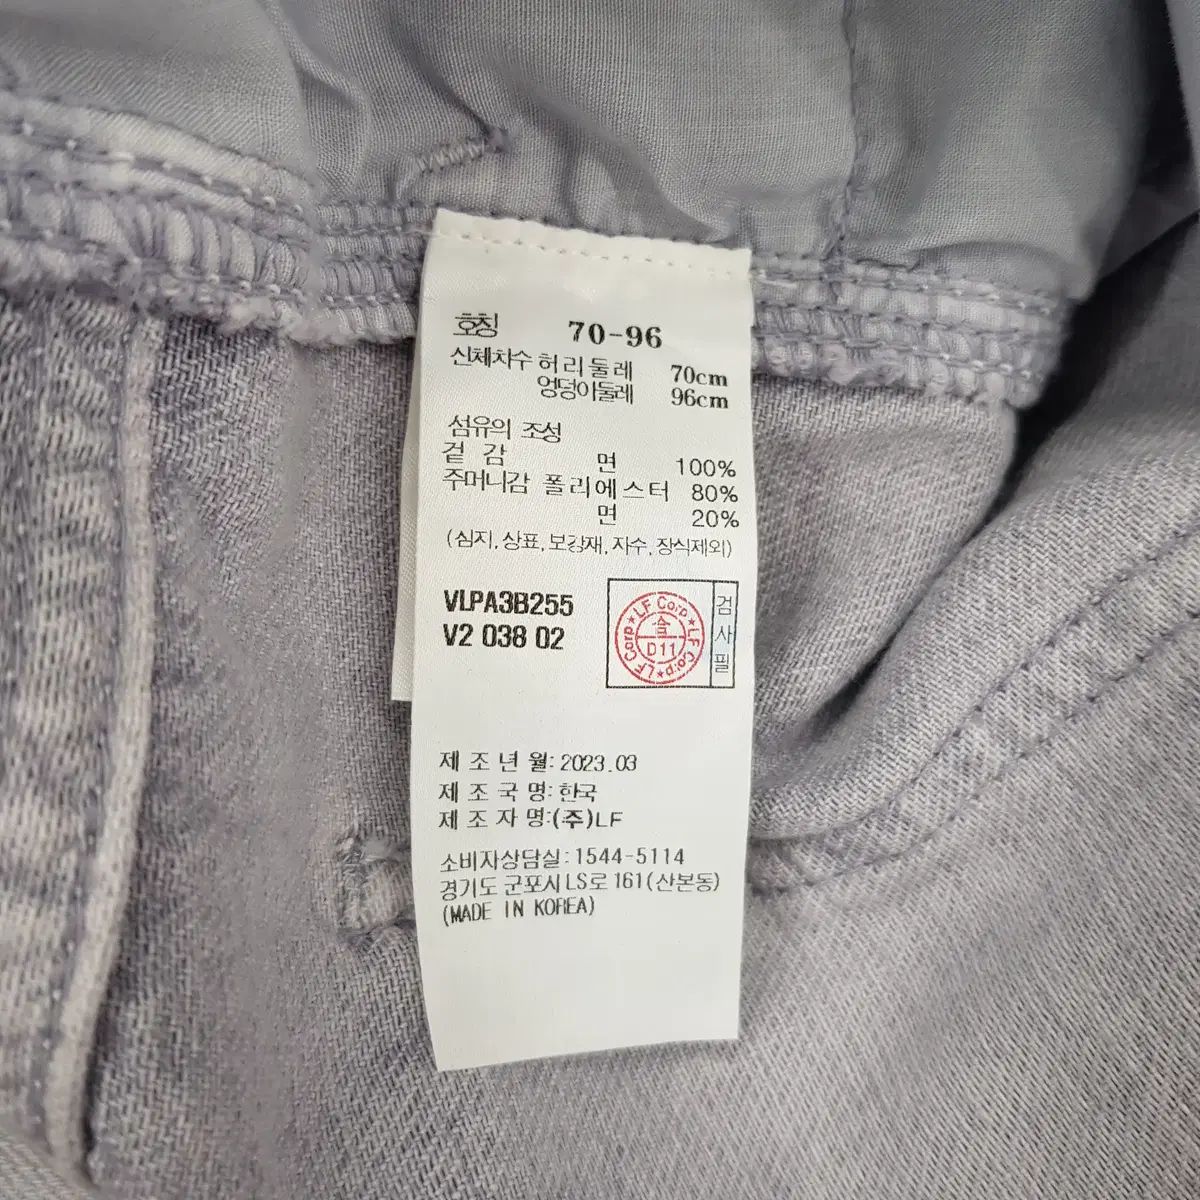 호칭 70-96
신체치수 허리둘레 70cm
엉덩이둘레 96cm
섬유의 조성
겉감 면 100%
주머니감 폴리에스터 80%
면 20%
(심지,상표,보강재,자수,장식제외)
VLPA3B255
V2 038 02
LF Corp★LF Corp★LF Corp★
합
D11
검사필
제조년월:2023.03
제조국명:한국
제조자명:(주)LF
소비자상담실:1544-5114
경기도 군포시 LS로 161(산본동)
(MADE IN KOREA)